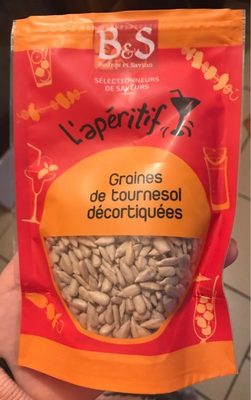 B&S
SÉLECTIONNEURS
DE SAVEURS
L'apéritif
Graines
de tournesol
décortiquées